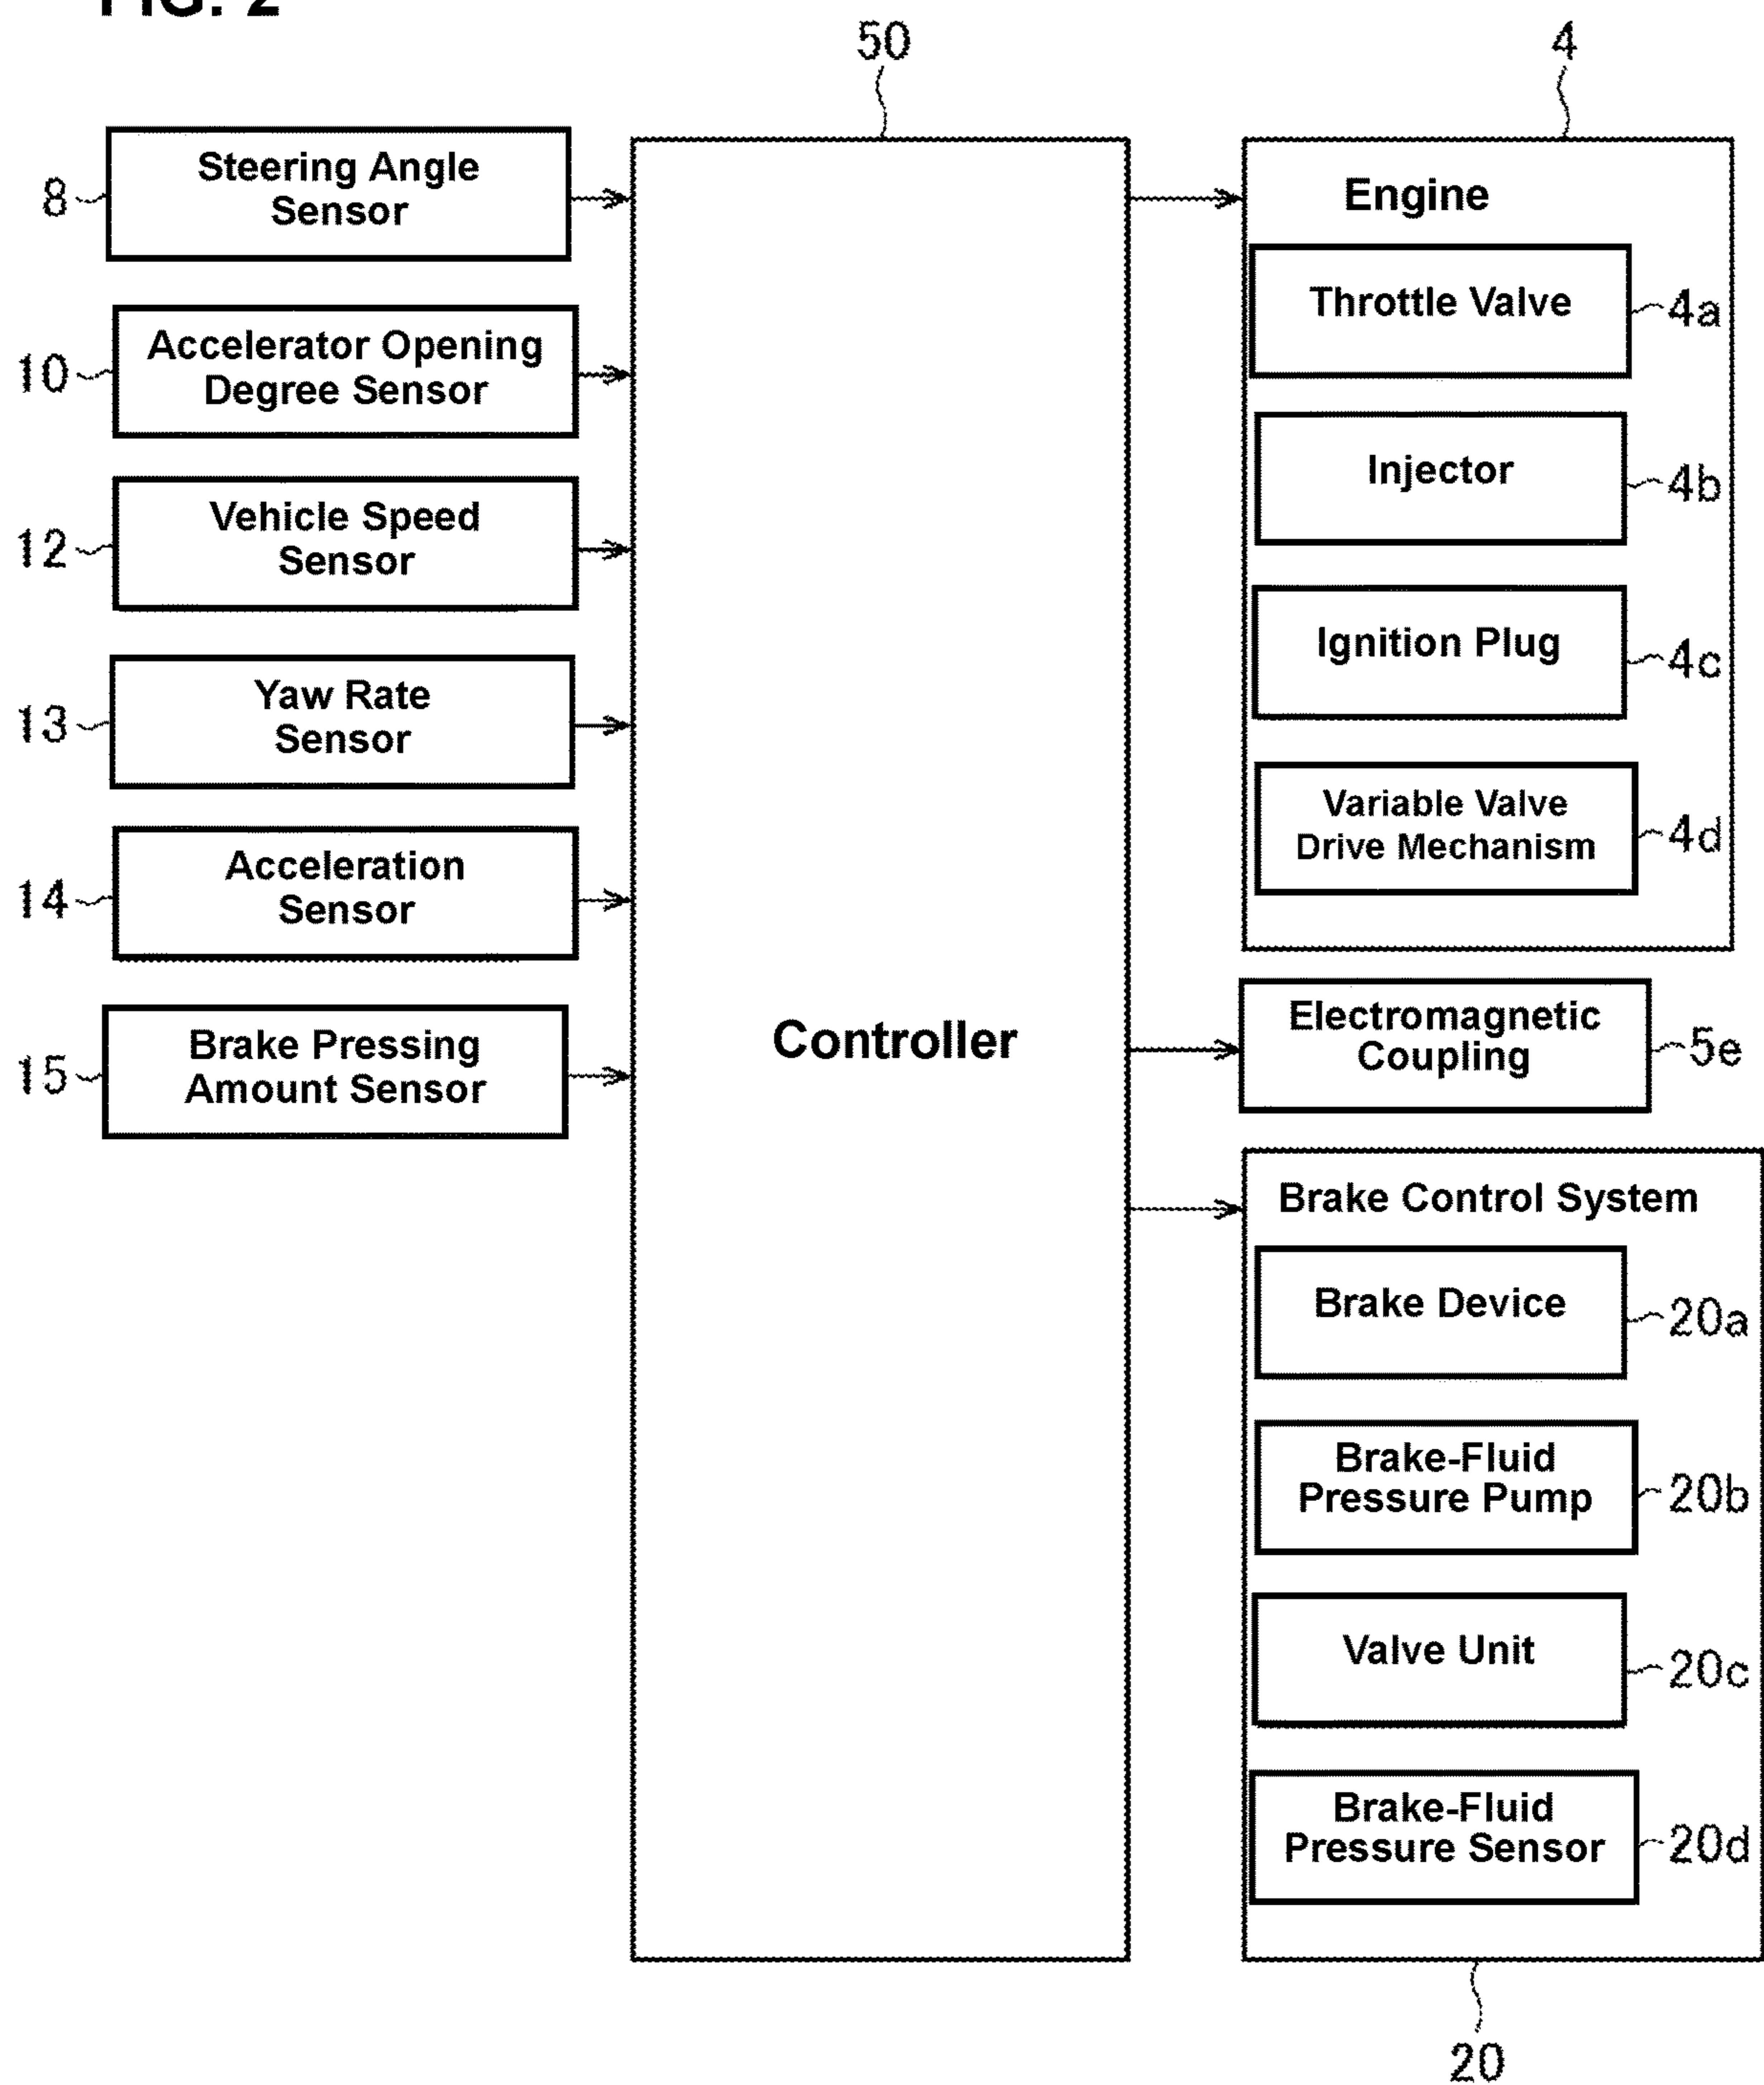 FIG. 2
50
4
8
Steering Angle
Sensor
10
Accelerator Opening
Degree Sensor
12
Vehicle Speed
Sensor
13
Yaw Rate
Sensor
14
Acceleration
Sensor
15
Brake Pressing
Amount Sensor
Controller
Engine
Throttle Valve
4a
Injector
4b
Ignition Plug
4c
Variable Valve
Drive Mechanism
4d
Electromagnetic
Coupling
5e
Brake Control System
Brake Device
20a
Brake-Fluid
Pressure Pump
20b
Valve Unit
20c
Brake-Fluid
Pressure Sensor
20d
20